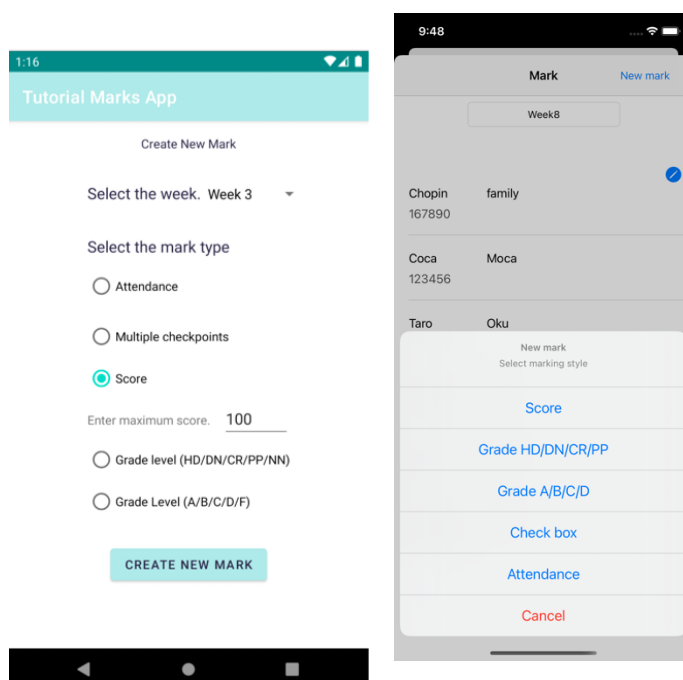 1:16
Tutorial Marks App
Create New Mark
Select the week. Week 3
Select the mark type
Attendance
Multiple checkpoints
Score
Enter maximum score. 100
Grade level (HD/DN/CR/PP/NN)
Grade Level (A/B/C/D/F)
CREATE NEW MARK
9:48
Mark New mark
Week8
Chopin family
167890
Coca Moca
123456
Taro Oku
New mark
Select marking style
Score
Grade HD/DN/CR/PP
Grade A/B/C/D
Check box
Attendance
Cancel